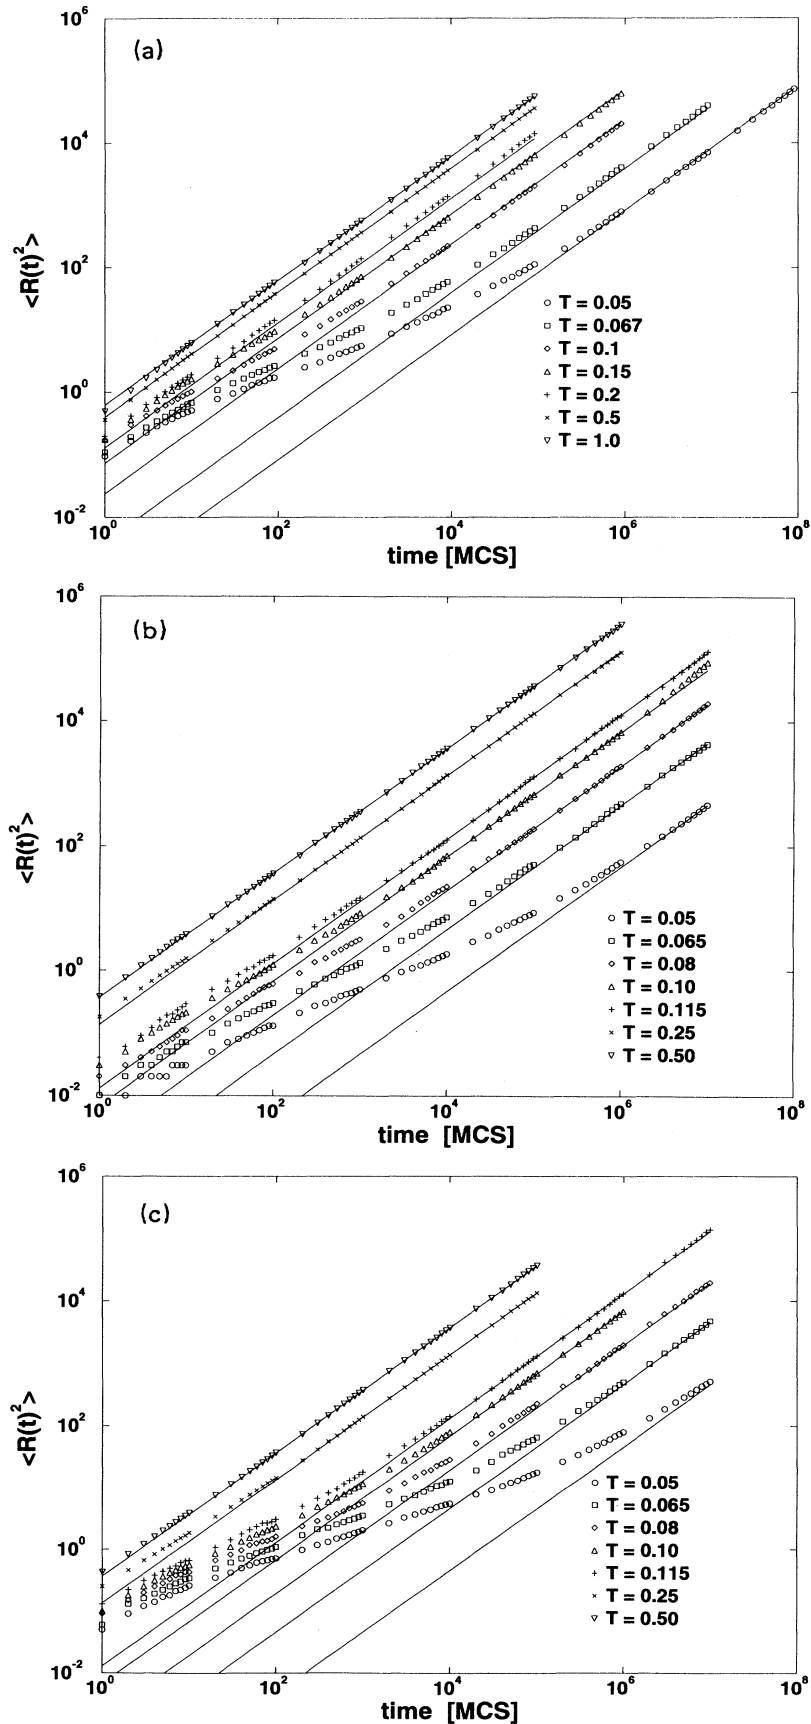 (a)
10^6
10^4
10^2
10^0
10^-2
<R(t)^2>
T = 0.05
T = 0.067
T = 0.1
T = 0.15
T = 0.2
T = 0.5
T = 1.0
10^0 10^2 10^4 10^6 10^8
time [MCS]
(b)
10^6
10^4
10^2
10^0
10^-2
<R(t)^2>
T = 0.05
T = 0.065
T = 0.08
T = 0.10
T = 0.115
T = 0.25
T = 0.50
10^0 10^2 10^4 10^6 10^8
time [MCS]
(c)
10^6
10^4
10^2
10^0
10^-2
<R(t)^2>
T = 0.05
T = 0.065
T = 0.08
T = 0.10
T = 0.115
T = 0.25
T = 0.50
10^0 10^2 10^4 10^6 10^8
time [MCS]